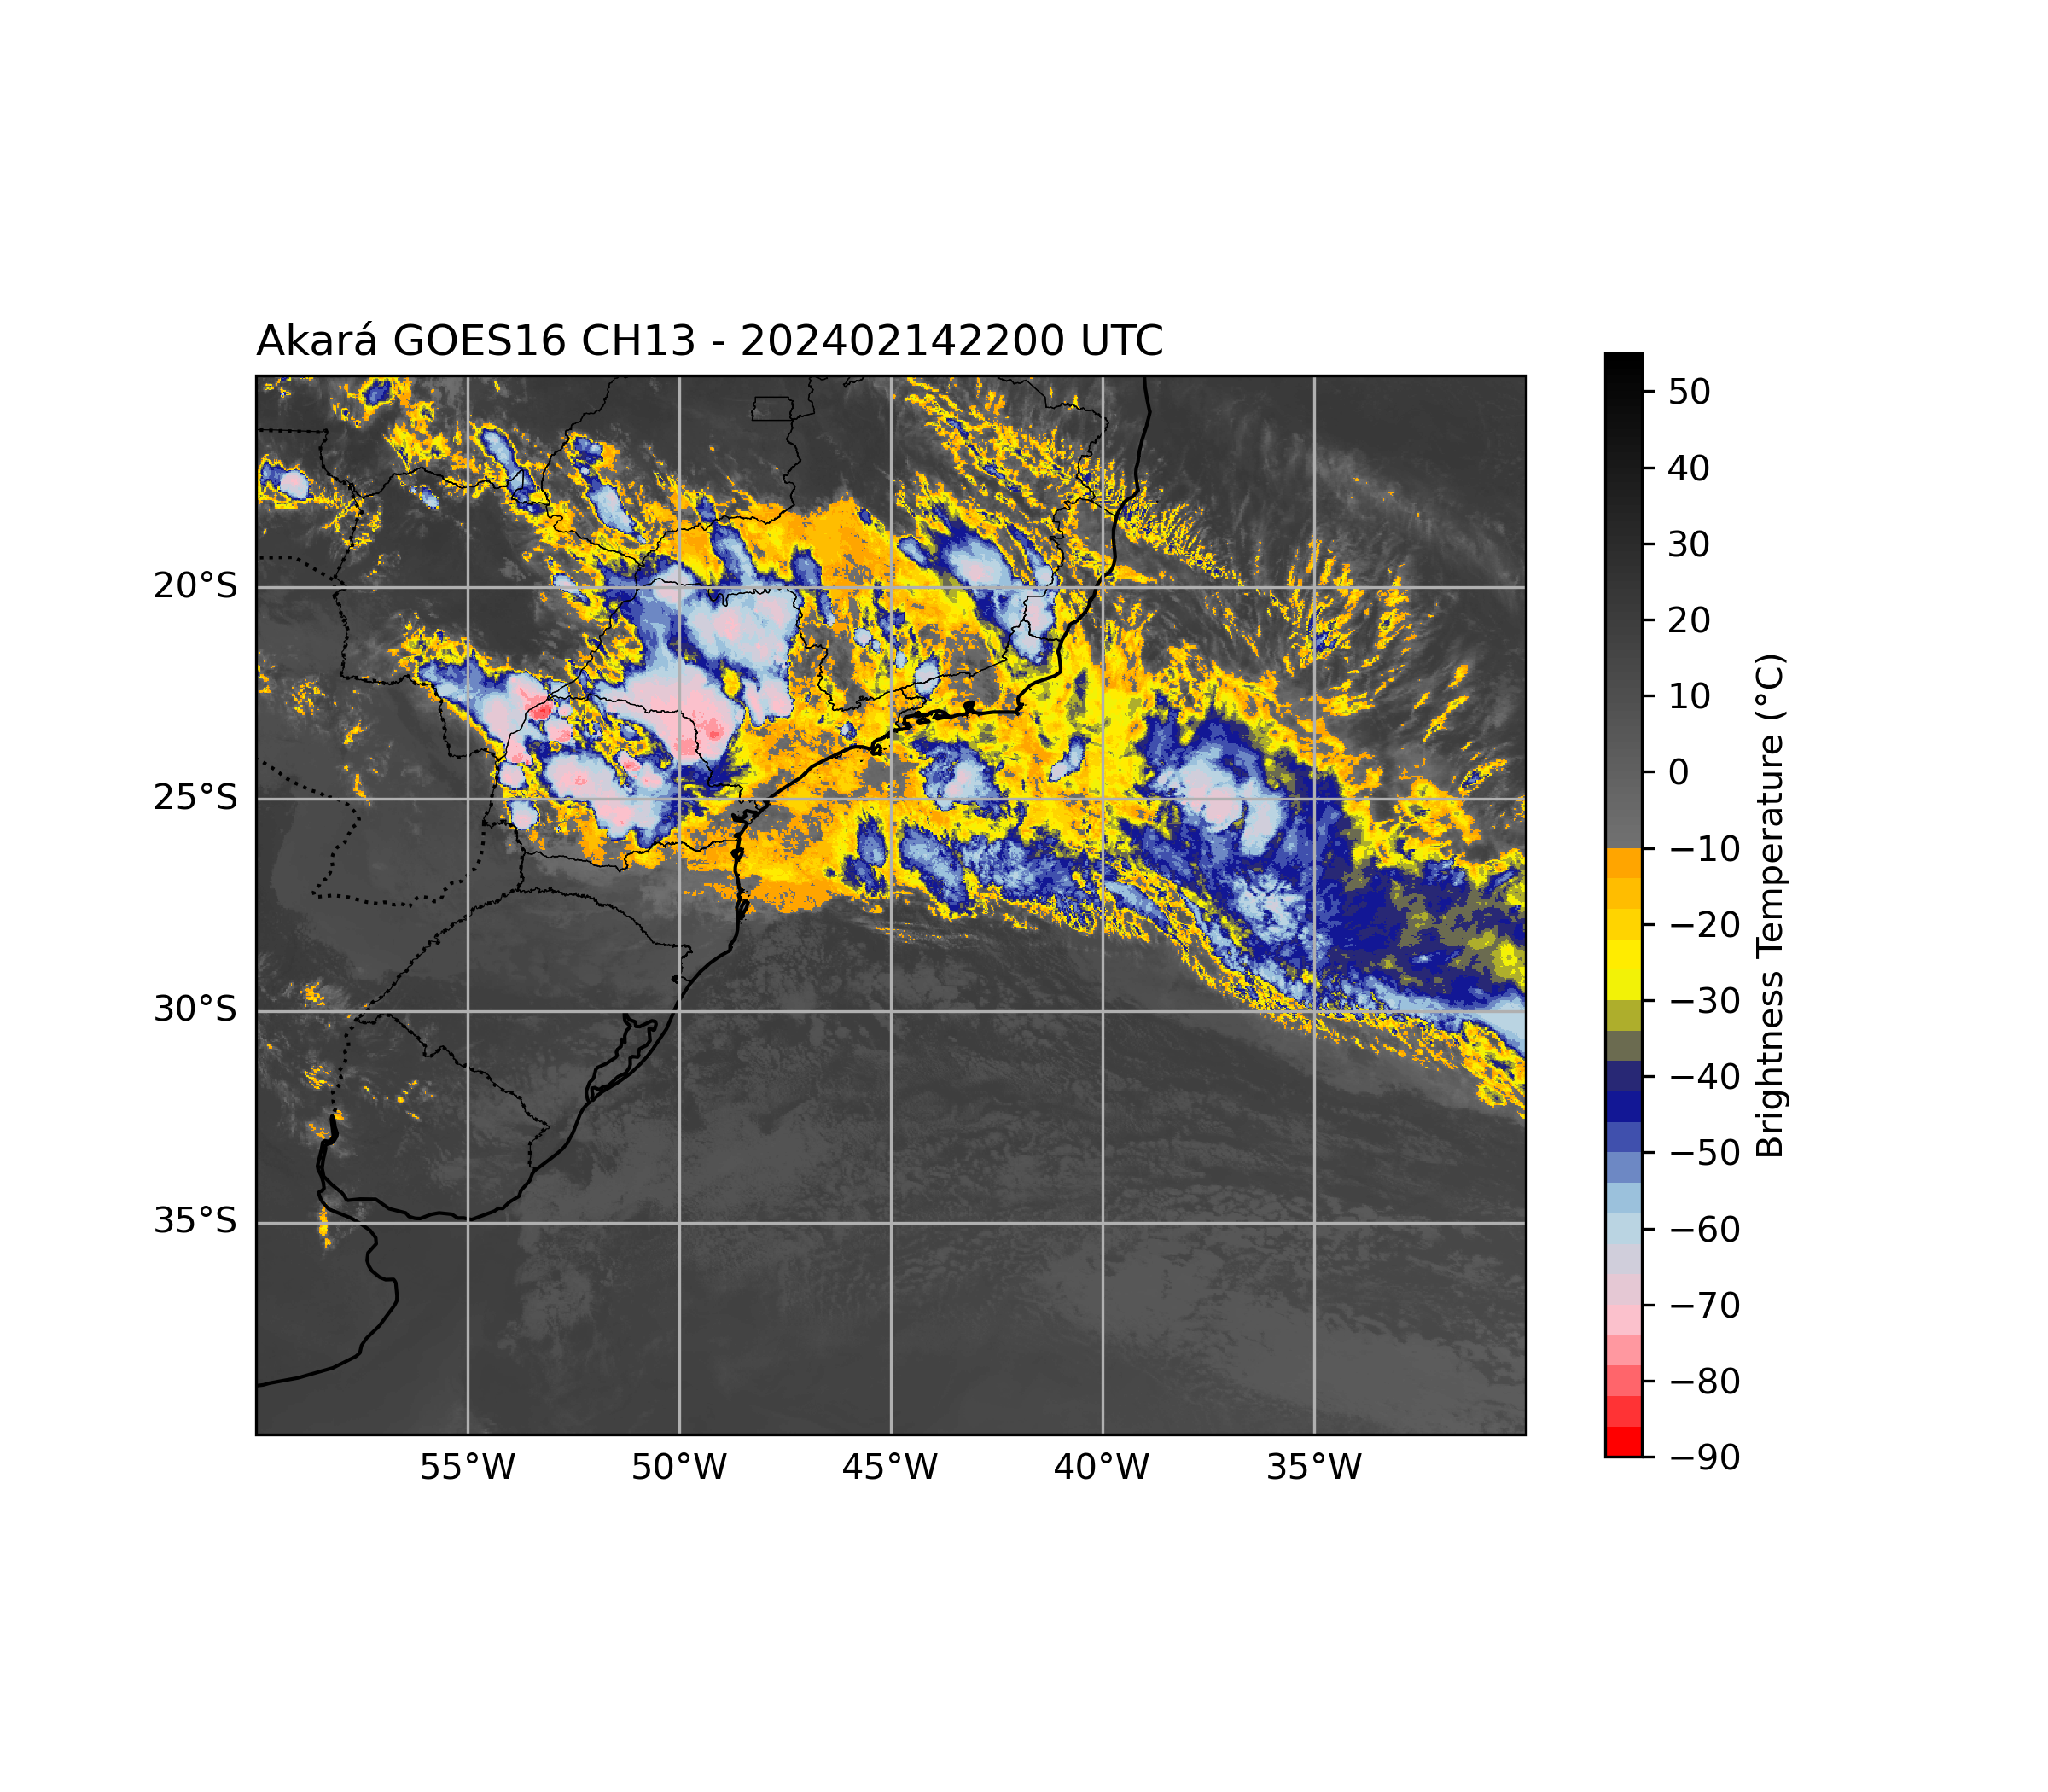 Akará GOES16 CH13 - 202402142200 UTC
20°S
25°S
30°S
35°S
55°W
50°W
45°W
40°W
35°W
50
40
30
20
10
0
−10
−20
−30
−40
−50
−60
−70
−80
−90
Brightness Temperature (°C)